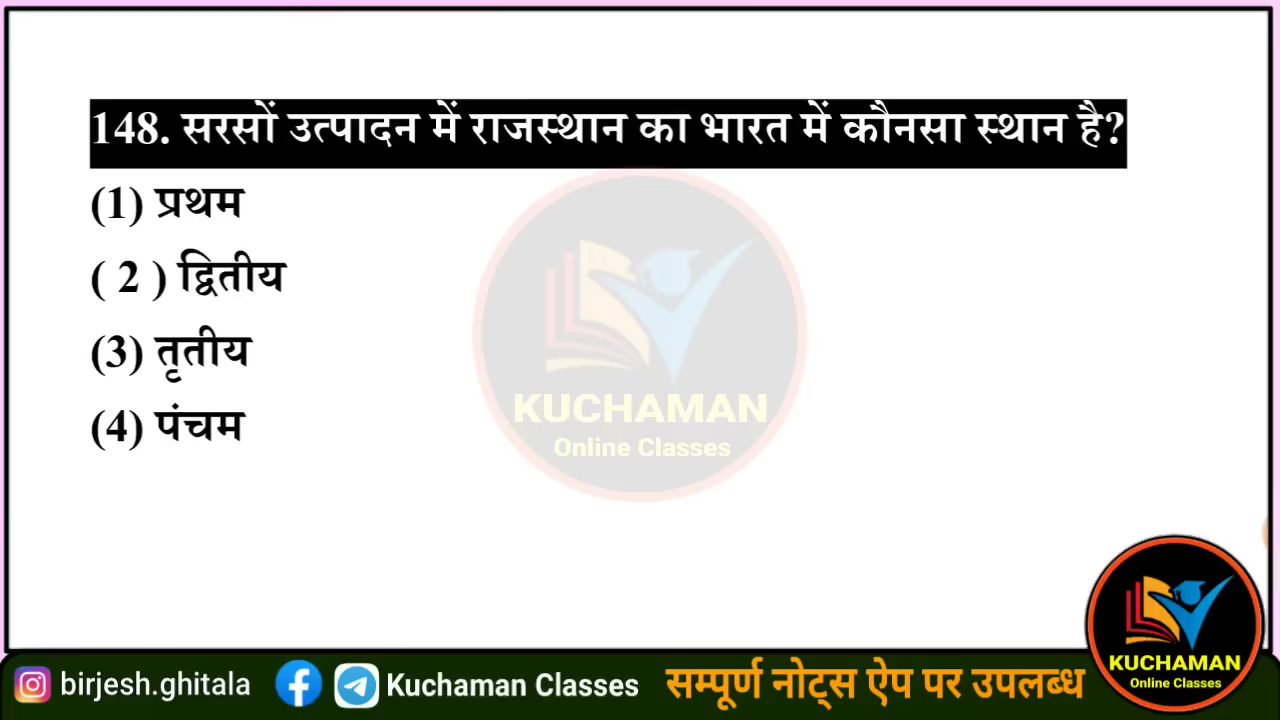 148. सरसों उत्पादन में राजस्थान का भारत में कौनसा स्थान है?
(1) प्रथम
( 2 ) द्वितीय
(3) तृतीय
(4) पंचम
KUCHAMAN
Online Classes
KUCHAMAN
Online Classes
birjesh.ghitala
Kuchaman Classes
सम्पूर्ण नोट्स ऐप पर उपलब्ध